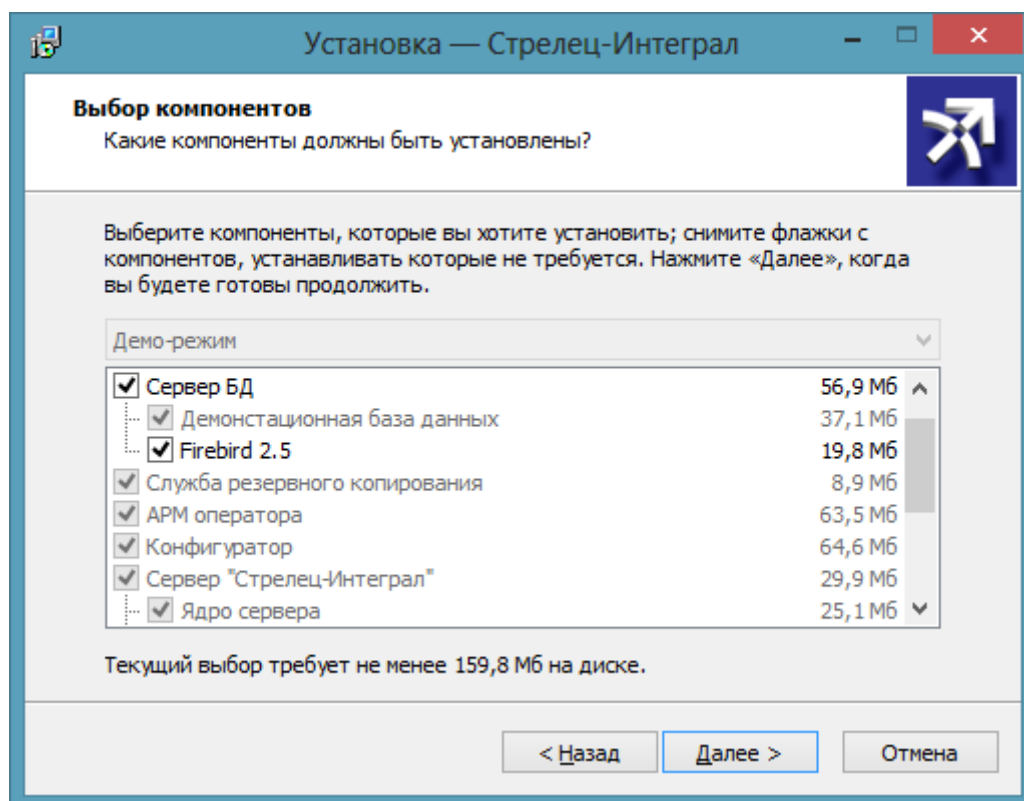 Установка — Стрелец-Интеграл
Выбор компонентов
Какие компоненты должны быть установлены?
Выберите компоненты, которые вы хотите установить; снимите флажки с
компонентов, устанавливать которые не требуется. Нажмите «Далее», когда
вы будете готовы продолжить.
Демо-режим
Сервер БД 56,9 Мб
Демонстационная база данных 37,1 Мб
Firebird 2.5 19,8 Мб
Служба резервного копирования 8,9 Мб
АРМ оператора 63,5 Мб
Конфигуратор 64,6 Мб
Сервер "Стрелец-Интеграл" 29,9 Мб
Ядро сервера 25,1 Мб
Текущий выбор требует не менее 159,8 Мб на диске.
< Назад Далее > Отмена